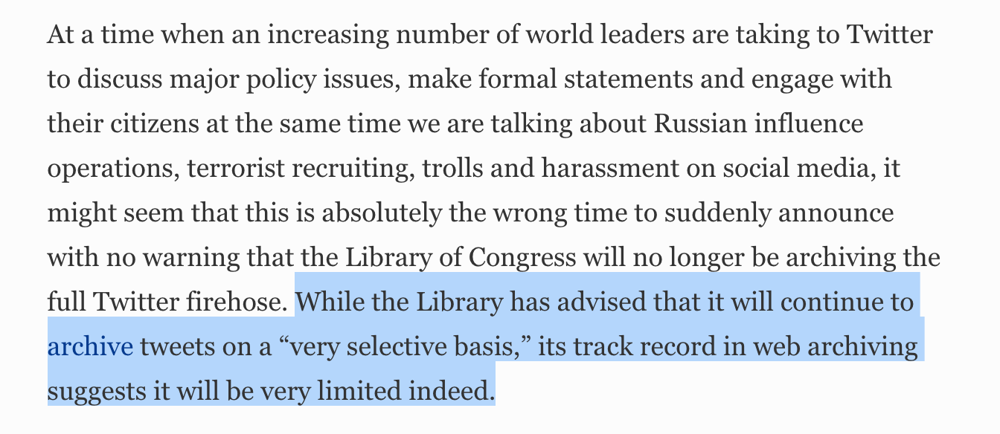 At a time when an increasing number of world leaders are taking to Twitter
to discuss major policy issues, make formal statements and engage with
their citizens at the same time we are talking about Russian influence
operations, terrorist recruiting, trolls and harassment on social media, it
might seem that this is absolutely the wrong time to suddenly announce
with no warning that the Library of Congress will no longer be archiving the
full Twitter firehose. While the Library has advised that it will continue to
archive tweets on a “very selective basis,” its track record in web archiving
suggests it will be very limited indeed.